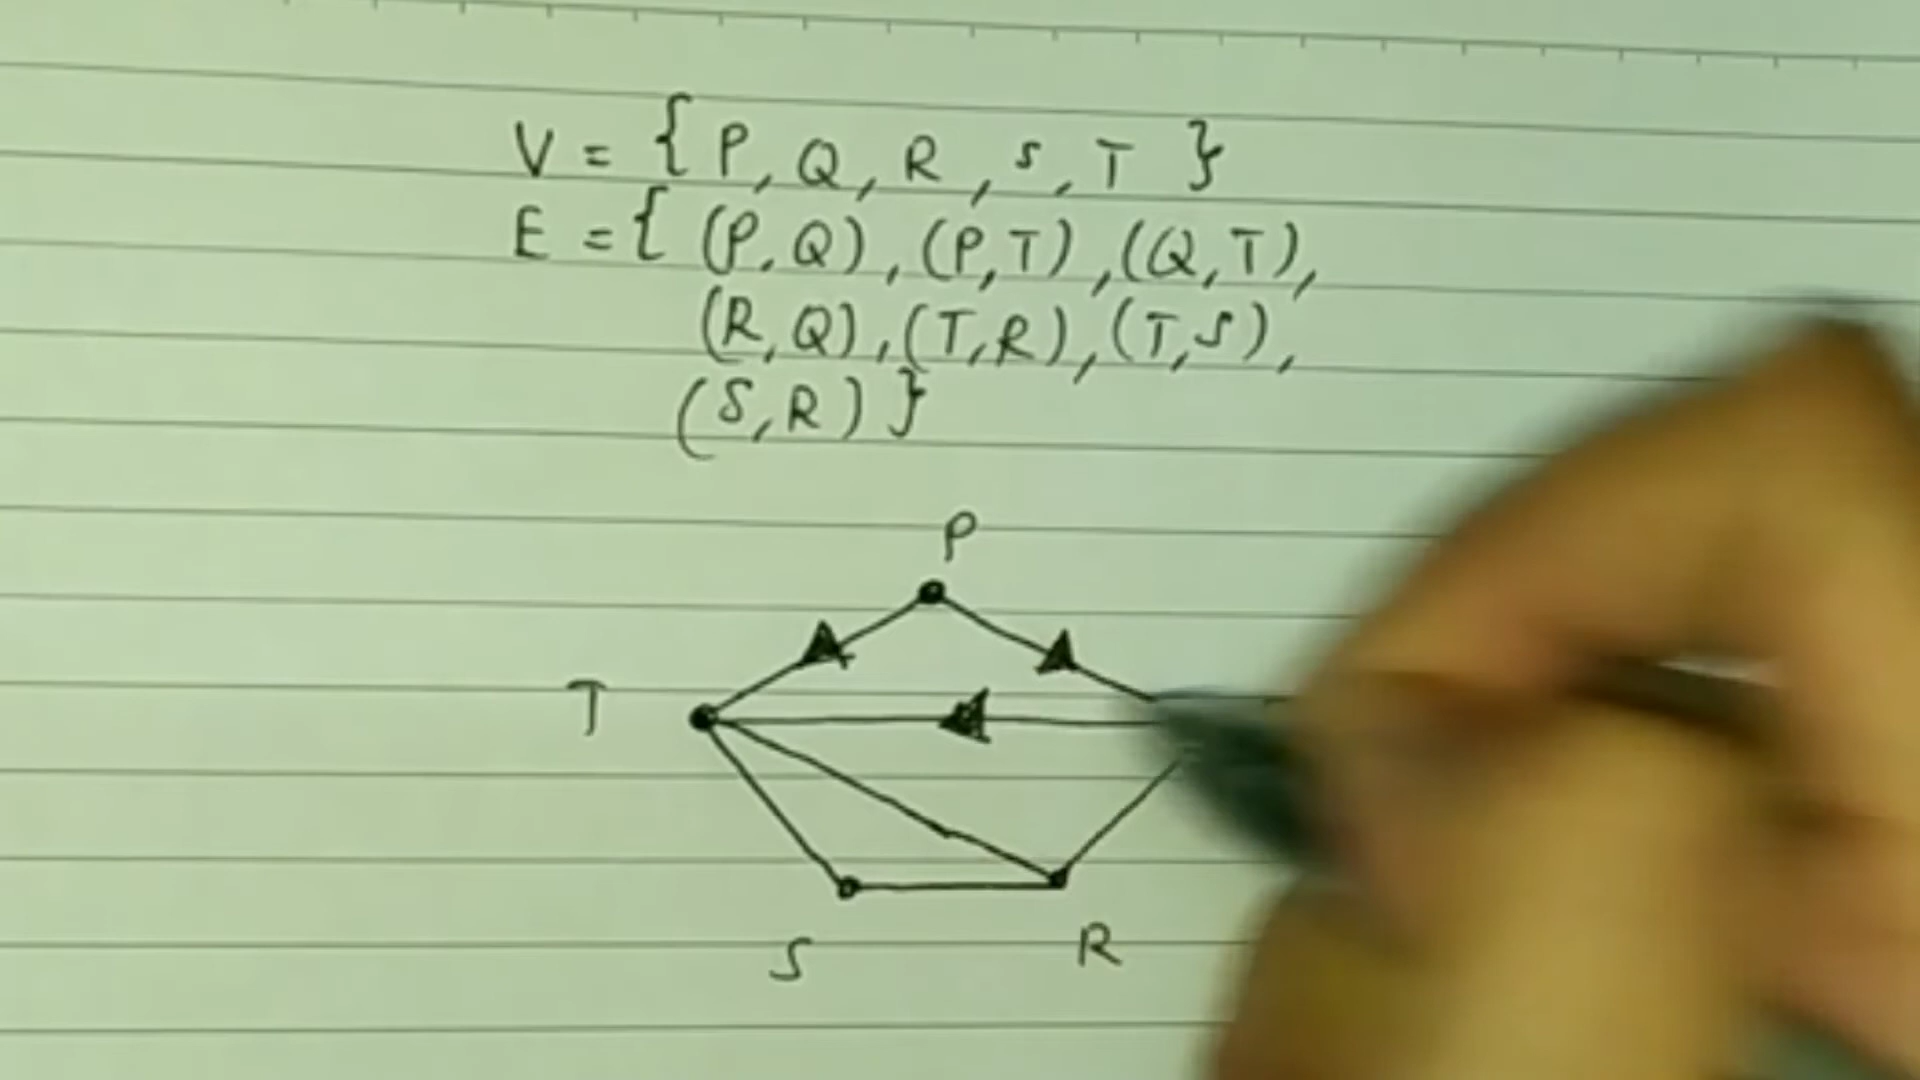 V = { P, Q, R, S, T }
E = { (P,Q), (P,T), (Q,T),
(R,Q), (T,R), (T,S),
(S,R) }
P
T
S R